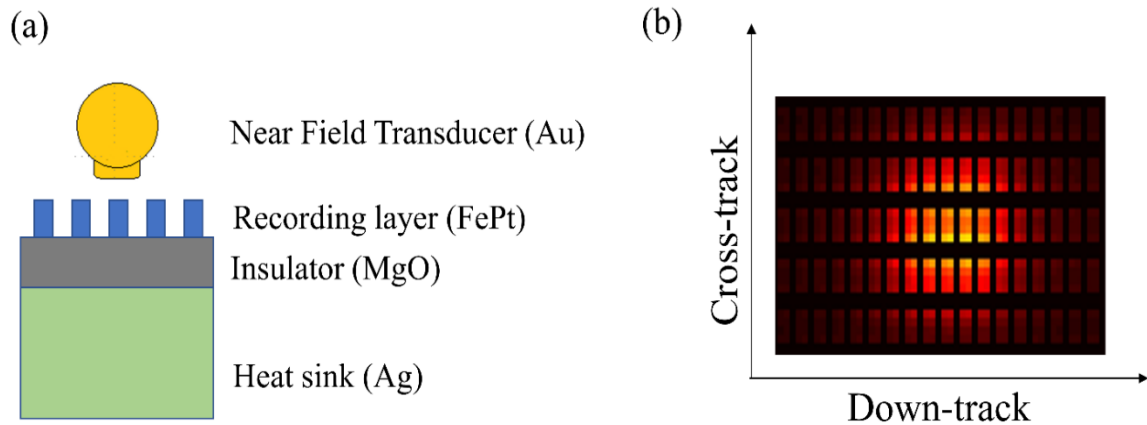 (a)
Near Field Transducer (Au)
Recording layer (FePt)
Insulator (MgO)
Heat sink (Ag)
(b)
Cross-track
Down-track